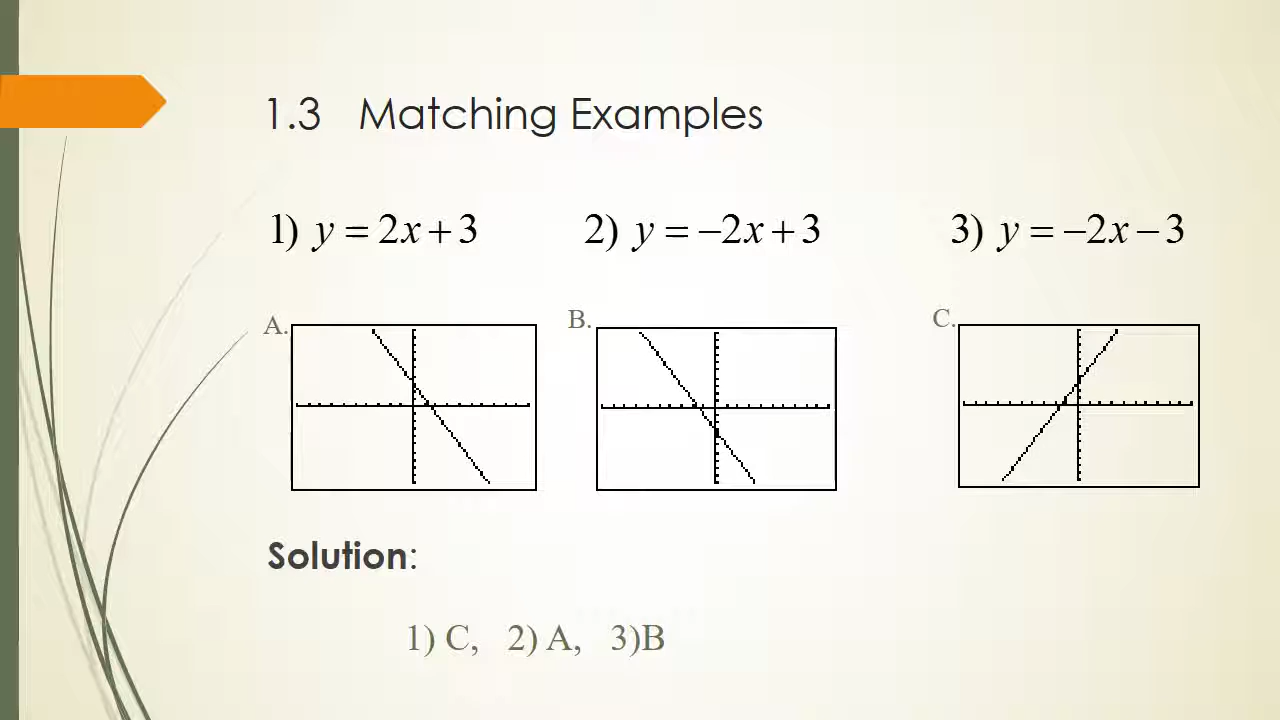 1.3 Matching Examples
1) y = 2x + 3 2) y = −2x + 3 3) y = −2x − 3
A. B. C.
Solution:
1) C, 2) A, 3)B